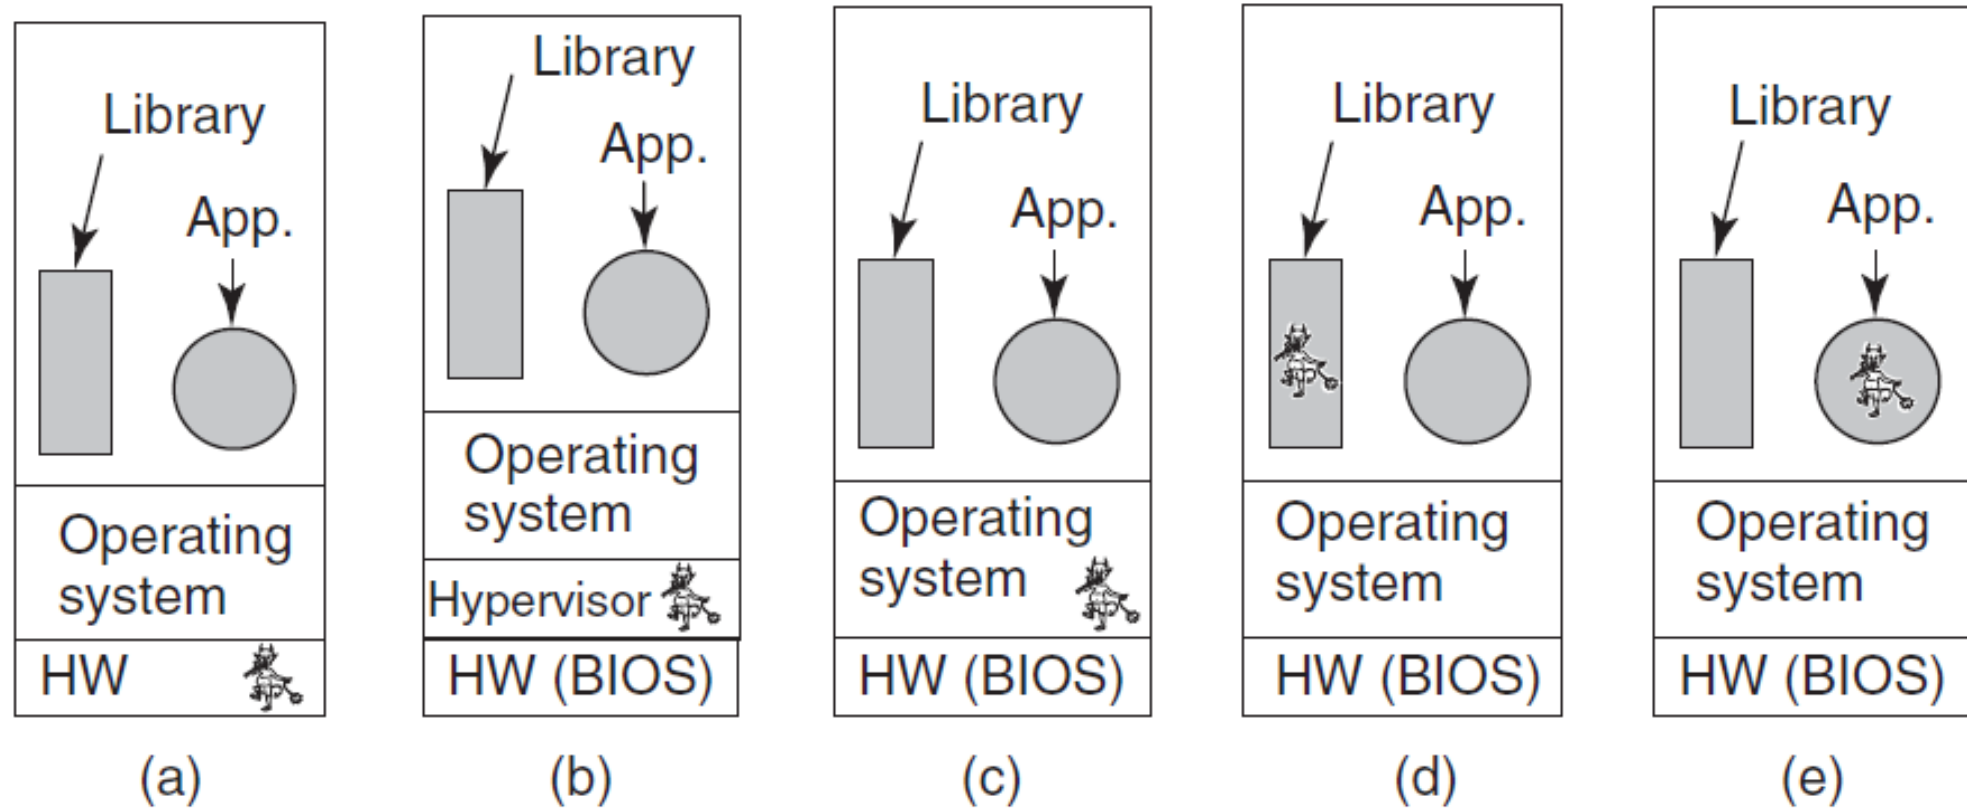 Library
App.
Operating
system
HW
(a)
Library
App.
Operating
system
Hypervisor
HW (BIOS)
(b)
Library
App.
Operating
system
HW (BIOS)
(c)
Library
App.
Operating
system
HW (BIOS)
(d)
Library
App.
Operating
system
HW (BIOS)
(e)